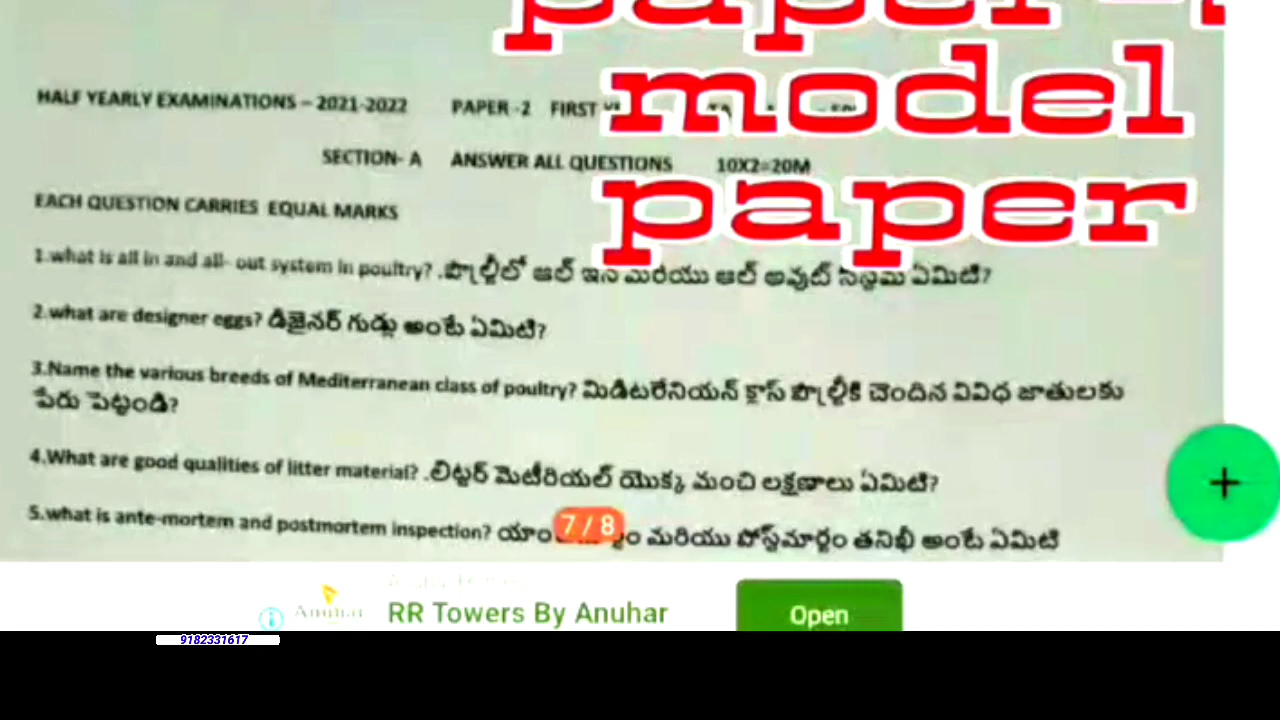 paper
model
HALF YEARLY EXAMINATIONS – 2021-2022 PAPER -2 FIRST
SECTION- A ANSWER ALL QUESTIONS 10X2=20M
paper
EACH QUESTION CARRIES EQUAL MARKS
1.what is all in and all- out system in poultry? .పౌల్ట్రీలో ఆల్ ఇన్ మరియు ఆల్ అవుట్ సిస్టమ్ ఏమిటి?
2.what are designer eggs? డిజైనర్ గుడ్లు అంటే ఏమిటి?
3.Name the various breeds of Mediterranean class of poultry? మిడిటరేనియన్ క్లాస్ పౌల్ట్రీకి చెందిన వివిధ జాతులకు
పేరు పెట్టండి?
4.What are good qualities of litter material? .లిట్టర్ మెటీరియల్ యొక్క మంచి లక్షణాలు ఏమిటి?
5.what is ante-mortem and postmortem inspection? మరియు పోస్ట్‌మార్టం తనిఖీ అంటే ఏమిటి
7 / 8
+
Anuhar
RR Towers By Anuhar
Open
9182331617